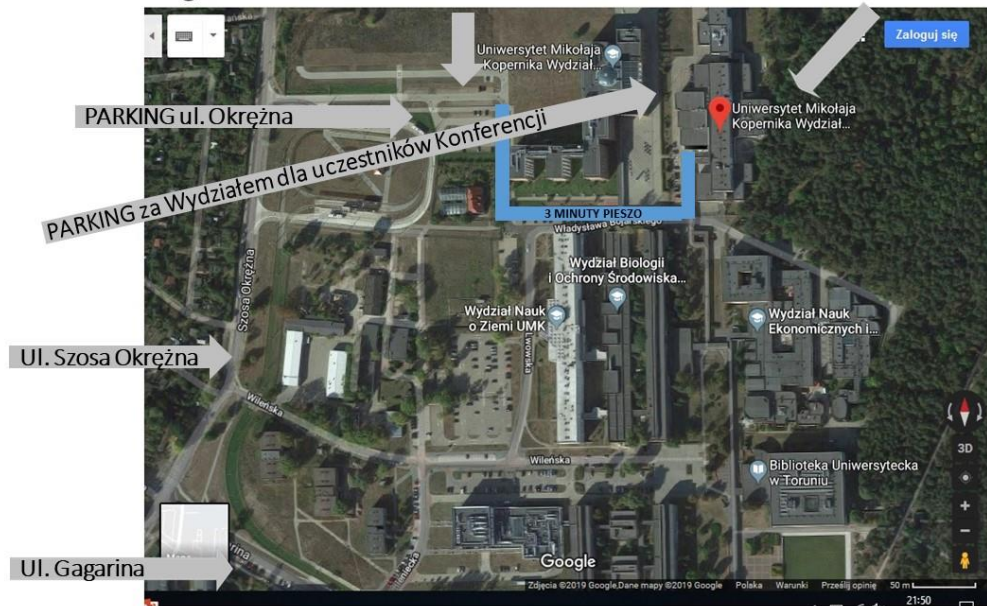 Zaloguj się
Uniwersytet Mikołaja
Kopernika Wydział...
PARKING ul. Okrężna
Uniwersytet Mikołaja
Kopernika Wydział...
PARKING za Wydziałem dla uczestników Konferencji
3 MINUTY PIESZO
Władysława Bojarskiego
Szosa Okrężna
Wydział Biologii
i Ochrony Środowiska...
Wydział Nauk
o Ziemi UMK
Wydział Nauk
Ekonomicznych i...
Lwowska
Ul. Szosa Okrężna
Wileńska
3D
Wileńska
Biblioteka Uniwersytecka
w Toruniu
Ul. Gagarina
Google
Zdjęcia ©2019 Google,Dane mapy ©2019 Google Polska Warunki Prześlij opinię 50 m
21:50